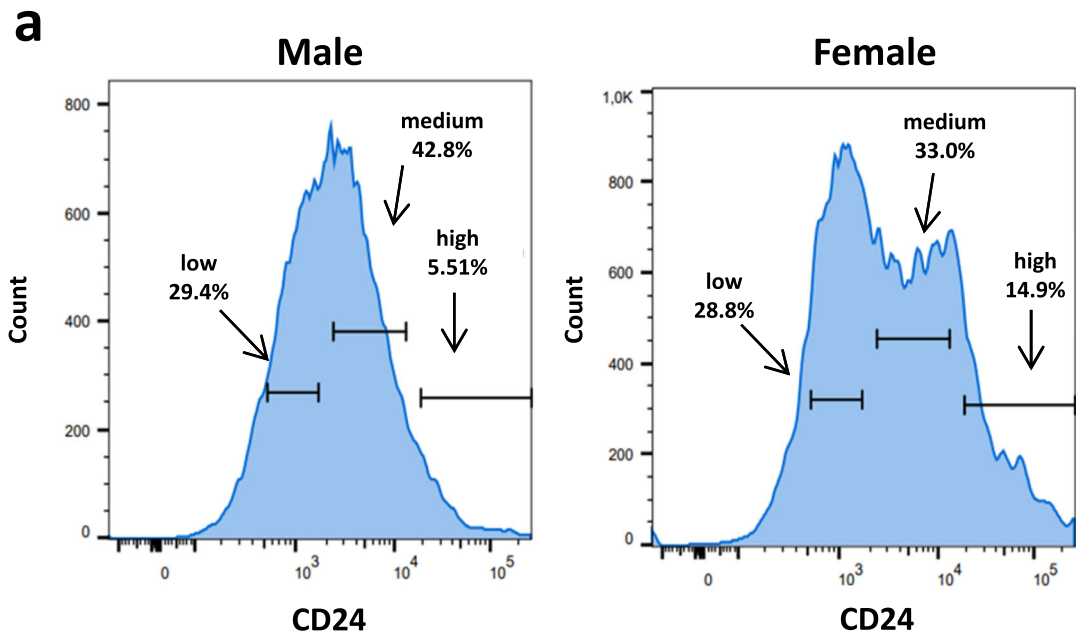 a
Male
Female
800
600
400
200
0
Count
medium
42.8%
high
5.51%
low
29.4%
0
10³
10⁴
10⁵
CD24
1,0K
800
600
400
200
0
Count
medium
33.0%
high
14.9%
low
28.8%
0
10³
10⁴
10⁵
CD24